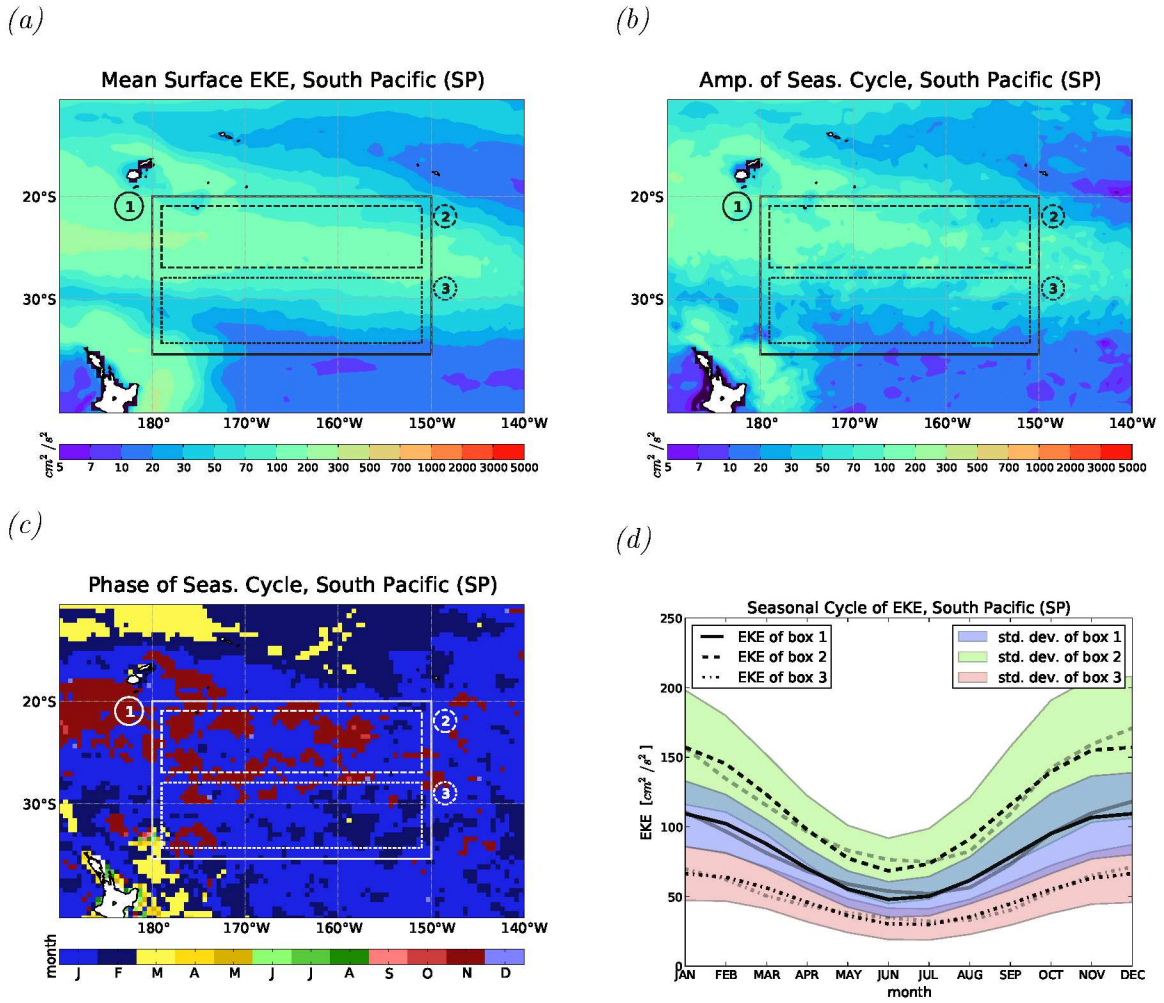 (a)
(b)
Mean Surface EKE, South Pacific (SP)
Amp. of Seas. Cycle, South Pacific (SP)
20°S
30°S
1
2
3
180°
170°W
160°W
150°W
140°W
cm² /s²
5 7 10 20 30 50 70 100 200 300 500 700 1000 2000 3000 5000
20°S
30°S
1
2
3
180°
170°W
160°W
150°W
140°W
cm² /s²
5 7 10 20 30 50 70 100 200 300 500 700 1000 2000 3000 5000
(c)
(d)
Phase of Seas. Cycle, South Pacific (SP)
20°S
30°S
1
2
3
180°
170°W
160°W
150°W
140°W
month
J F M A M J J A S O N D
Seasonal Cycle of EKE, South Pacific (SP)
EKE of box 1
EKE of box 2
EKE of box 3
std. dev. of box 1
std. dev. of box 2
std. dev. of box 3
EKE [cm² /s² ]
250
200
150
100
50
0
JAN FEB MAR APR MAY JUN JUL AUG SEP OCT NOV DEC
month